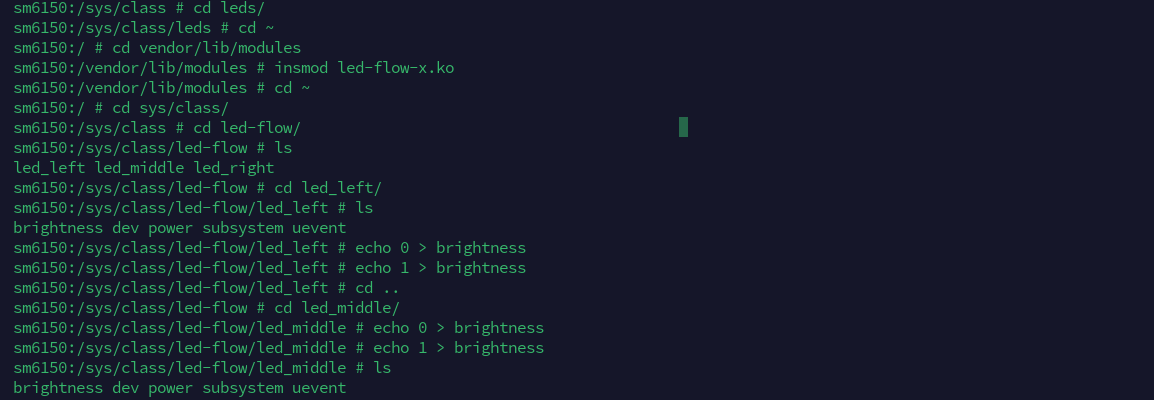 sm6150:/sys/class # cd leds/
sm6150:/sys/class/leds # cd ~
sm6150:/ # cd vendor/lib/modules
sm6150:/vendor/lib/modules # insmod led-flow-x.ko
sm6150:/vendor/lib/modules # cd ~
sm6150:/ # cd sys/class/
sm6150:/sys/class # cd led-flow/
sm6150:/sys/class/led-flow # ls
led_left led_middle led_right
sm6150:/sys/class/led-flow # cd led_left/
sm6150:/sys/class/led-flow/led_left # ls
brightness dev power subsystem uevent
sm6150:/sys/class/led-flow/led_left # echo 0 > brightness
sm6150:/sys/class/led-flow/led_left # echo 1 > brightness
sm6150:/sys/class/led-flow/led_left # cd ..
sm6150:/sys/class/led-flow # cd led_middle/
sm6150:/sys/class/led-flow/led_middle # echo 0 > brightness
sm6150:/sys/class/led-flow/led_middle # echo 1 > brightness
sm6150:/sys/class/led-flow/led_middle # ls
brightness dev power subsystem uevent